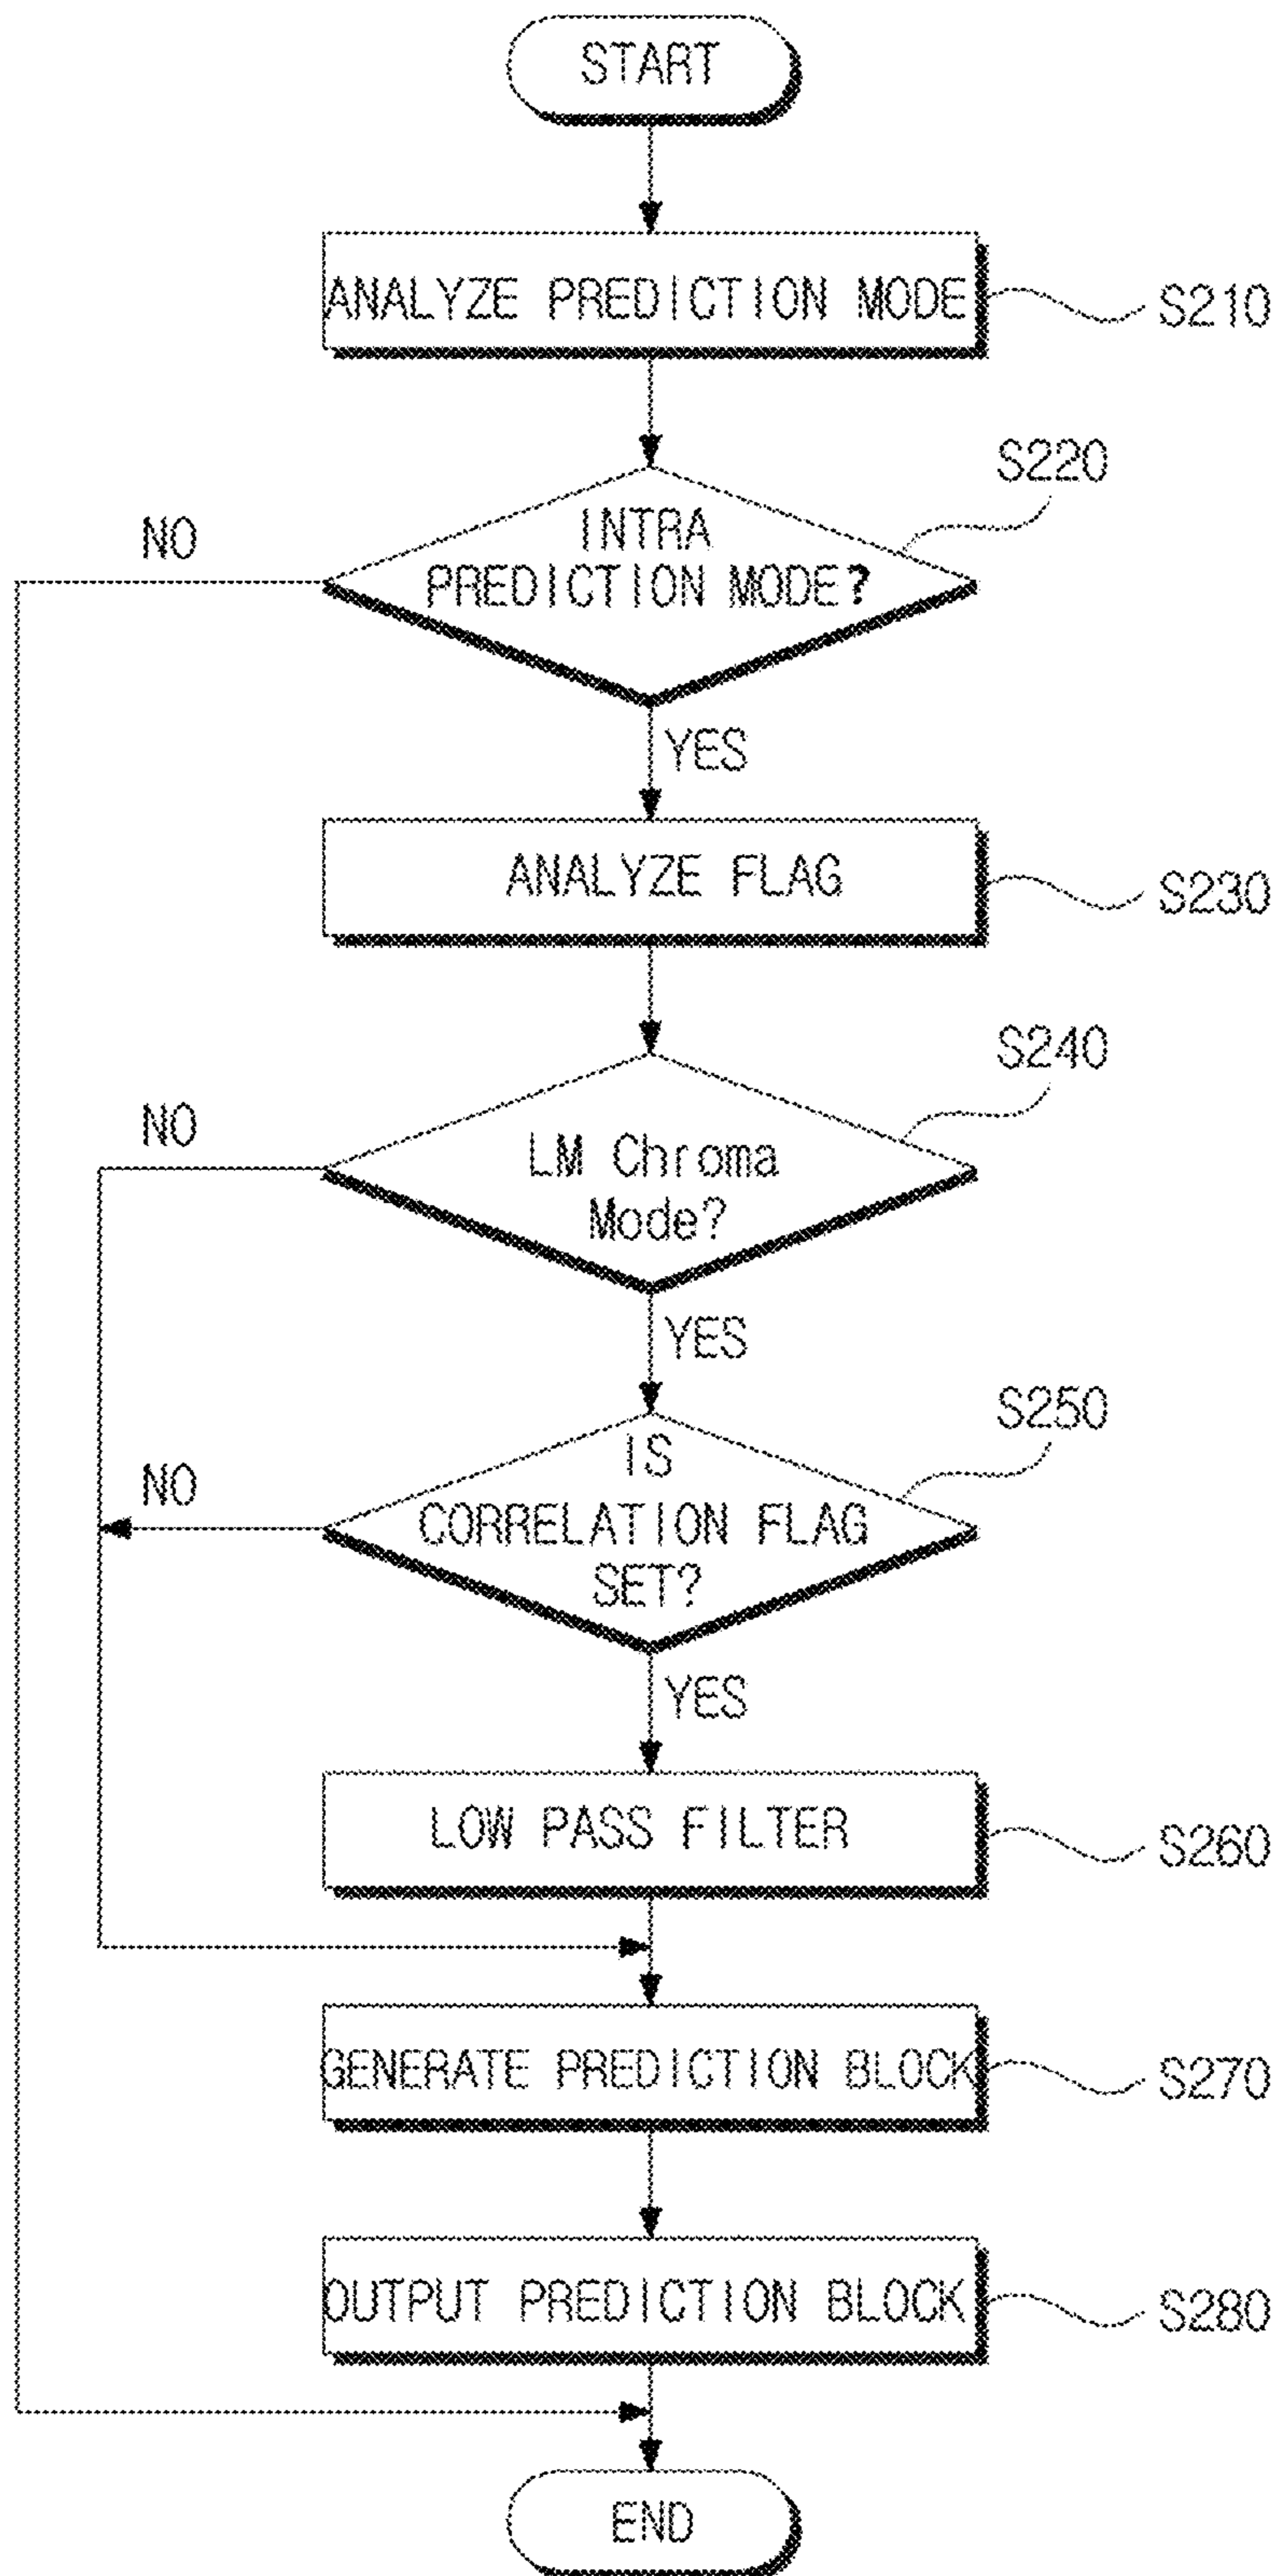 START
ANALYZE PREDICTION MODE
S210
S220
NO
INTRA
PREDICTION MODE?
YES
ANALYZE FLAG
S230
S240
NO
LM Chroma
Mode?
YES
S250
IS
NO
CORRELATION FLAG
SET?
YES
LOW PASS FILTER
S260
GENERATE PREDICTION BLOCK
S270
OUTPUT PREDICTION BLOCK
S280
END